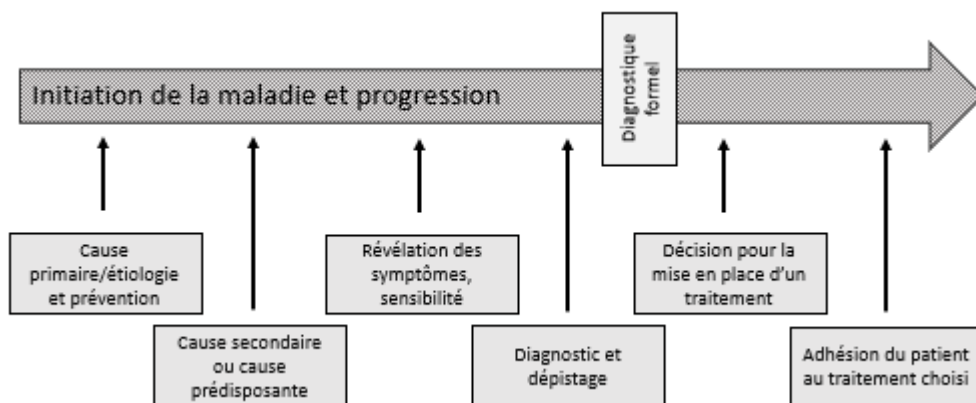 Initiation de la maladie et progression
Diagnostique
formel
Cause
primaire/étiologie
et prévention
Cause secondaire
ou cause
prédisposante
Révélation des
symptômes,
sensibilité
Diagnostic et
dépistage
Décision pour la
mise en place d'un
traitement
Adhésion du patient
au traitement choisi